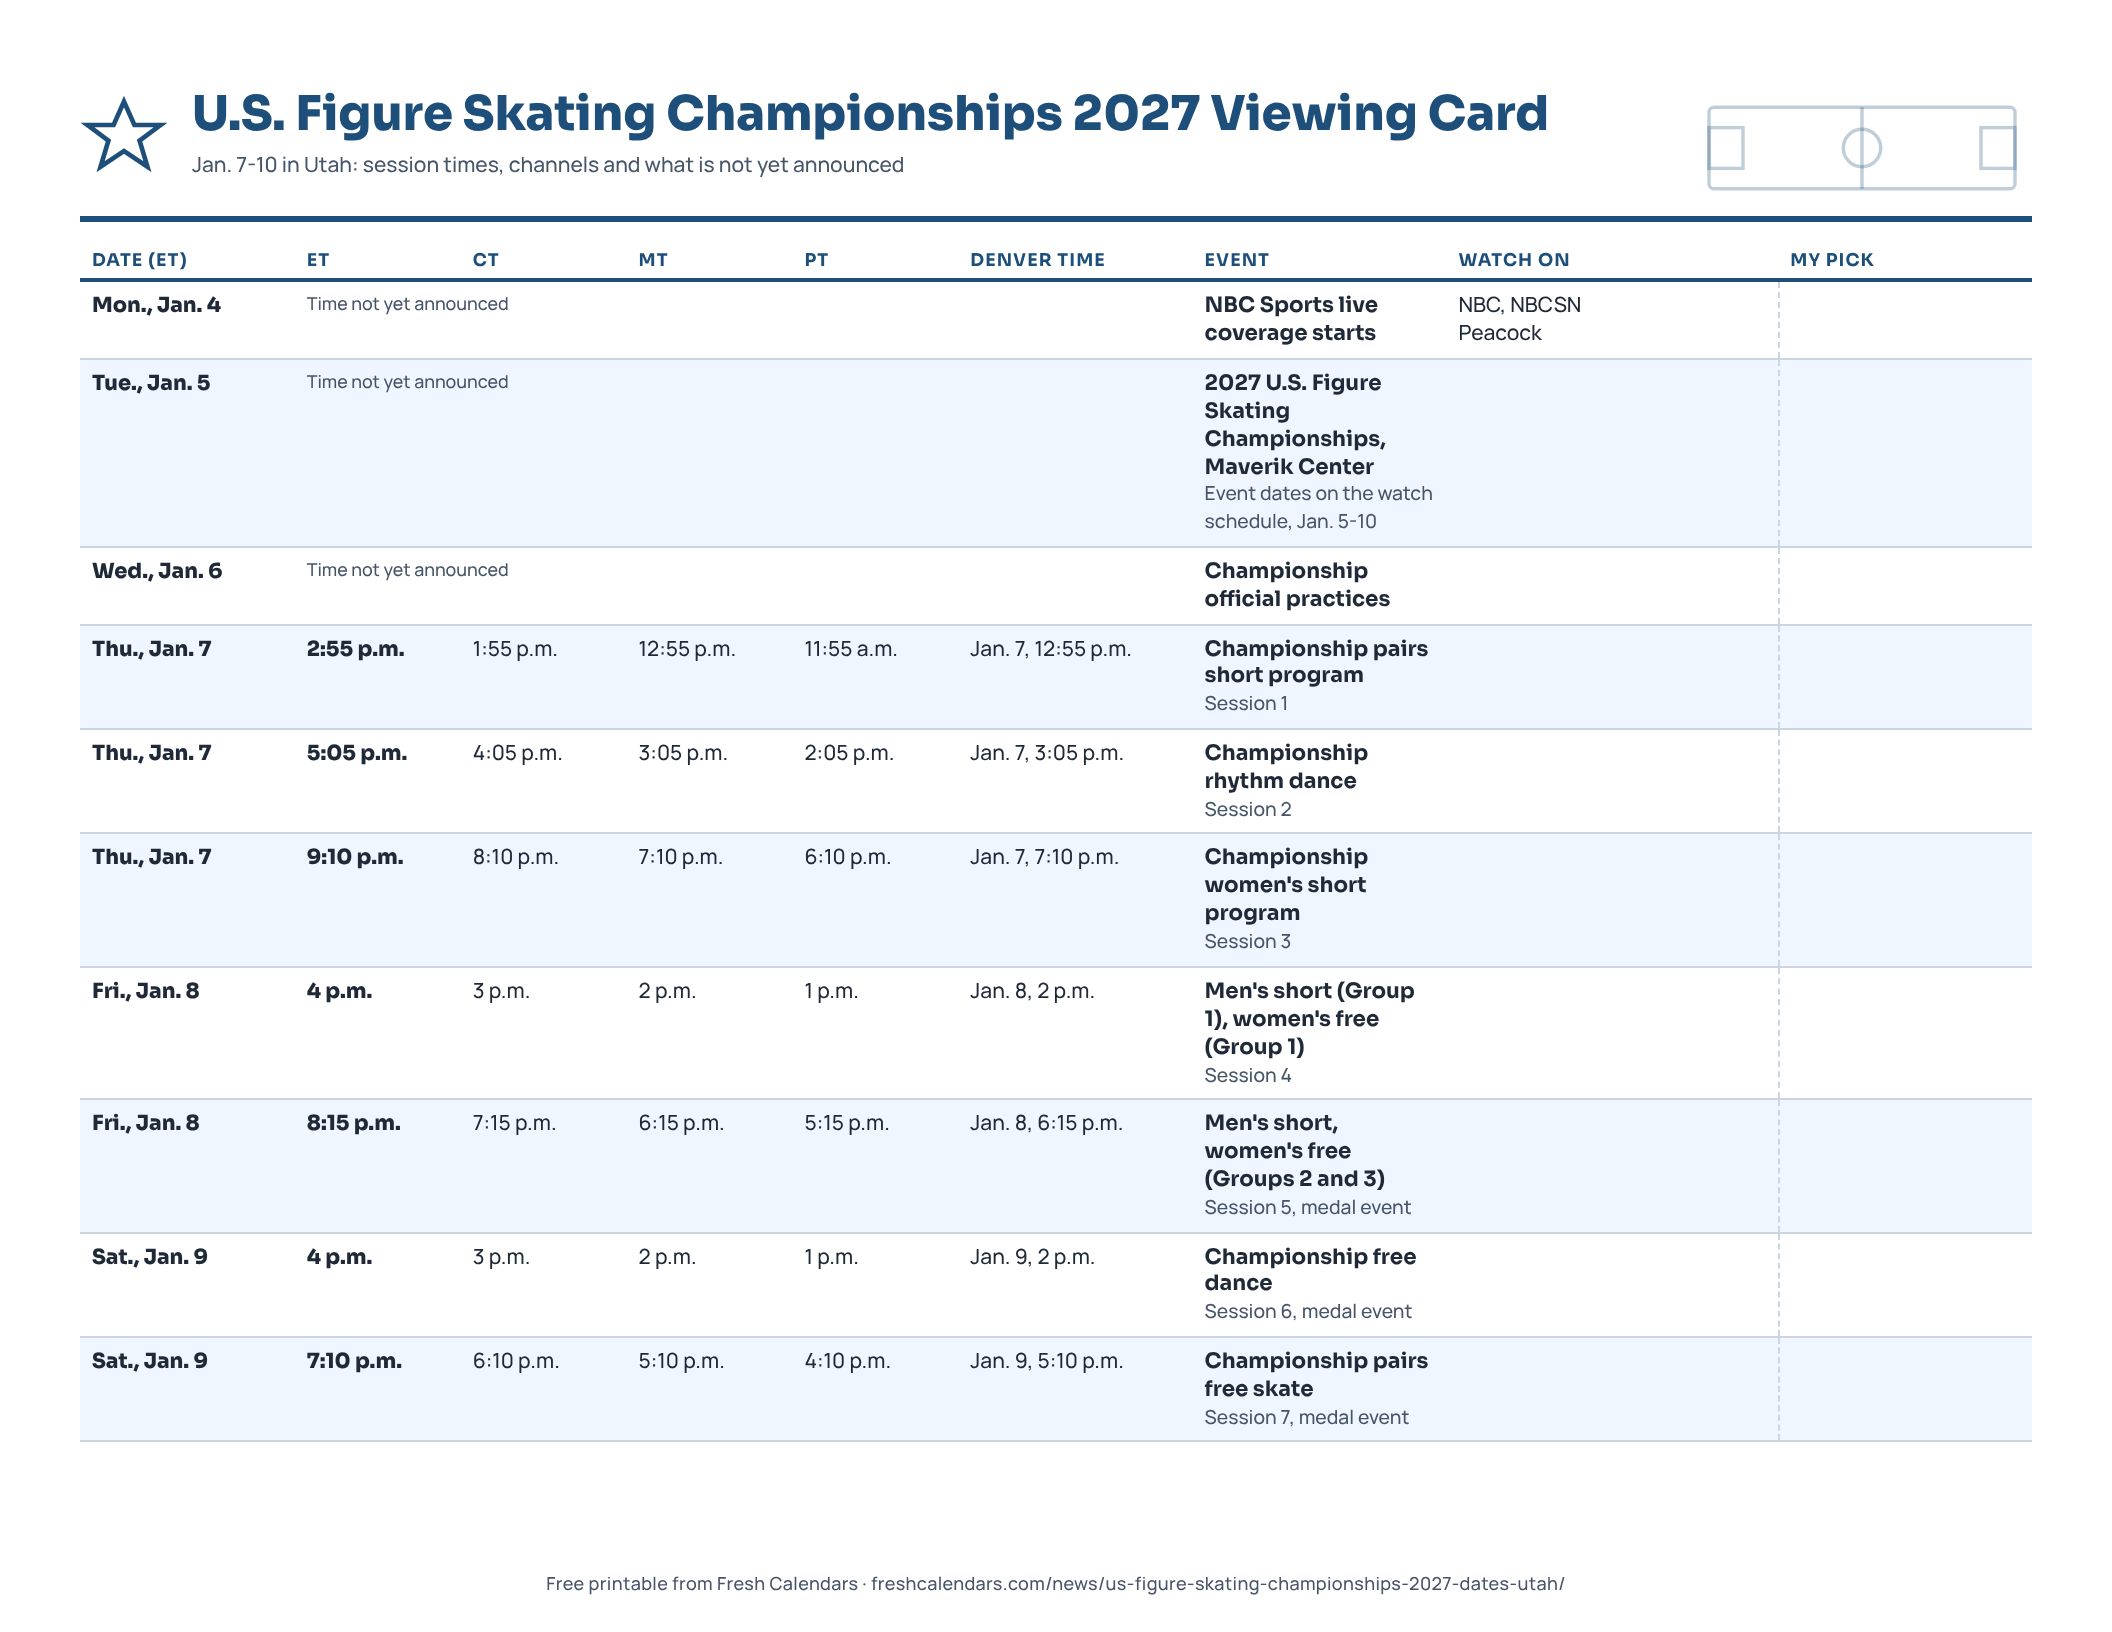 U.S. Figure Skating Championships 2027 Viewing Card
Jan. 7-10 in Utah: session times, channels and what is not yet announced
DATE (ET) ET CT MT PT DENVER TIME EVENT WATCH ON MY PICK
Mon., Jan. 4 Time not yet announced NBC Sports live NBC, NBCSN
coverage starts Peacock
Tue., Jan. 5 Time not yet announced 2027 U.S. Figure
Skating
Championships,
Maverik Center
Event dates on the watch
schedule, Jan. 5-10
Wed., Jan. 6 Time not yet announced Championship
official practices
Thu., Jan. 7 2:55 p.m. 1:55 p.m. 12:55 p.m. 11:55 a.m. Jan. 7, 12:55 p.m. Championship pairs
short program
Session 1
Thu., Jan. 7 5:05 p.m. 4:05 p.m. 3:05 p.m. 2:05 p.m. Jan. 7, 3:05 p.m. Championship
rhythm dance
Session 2
Thu., Jan. 7 9:10 p.m. 8:10 p.m. 7:10 p.m. 6:10 p.m. Jan. 7, 7:10 p.m. Championship
women's short
program
Session 3
Fri., Jan. 8 4 p.m. 3 p.m. 2 p.m. 1 p.m. Jan. 8, 2 p.m. Men's short (Group
1), women's free
(Group 1)
Session 4
Fri., Jan. 8 8:15 p.m. 7:15 p.m. 6:15 p.m. 5:15 p.m. Jan. 8, 6:15 p.m. Men's short,
women's free
(Groups 2 and 3)
Session 5, medal event
Sat., Jan. 9 4 p.m. 3 p.m. 2 p.m. 1 p.m. Jan. 9, 2 p.m. Championship free
dance
Session 6, medal event
Sat., Jan. 9 7:10 p.m. 6:10 p.m. 5:10 p.m. 4:10 p.m. Jan. 9, 5:10 p.m. Championship pairs
free skate
Session 7, medal event
Free printable from Fresh Calendars · freshcalendars.com/news/us-figure-skating-championships-2027-dates-utah/